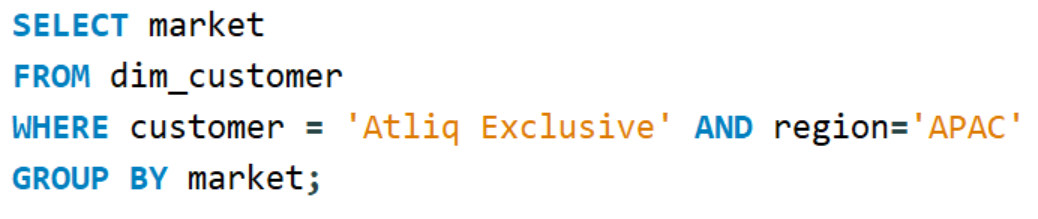 SELECT market
FROM dim_customer
WHERE customer = 'Atliq Exclusive' AND region='APAC'
GROUP BY market;